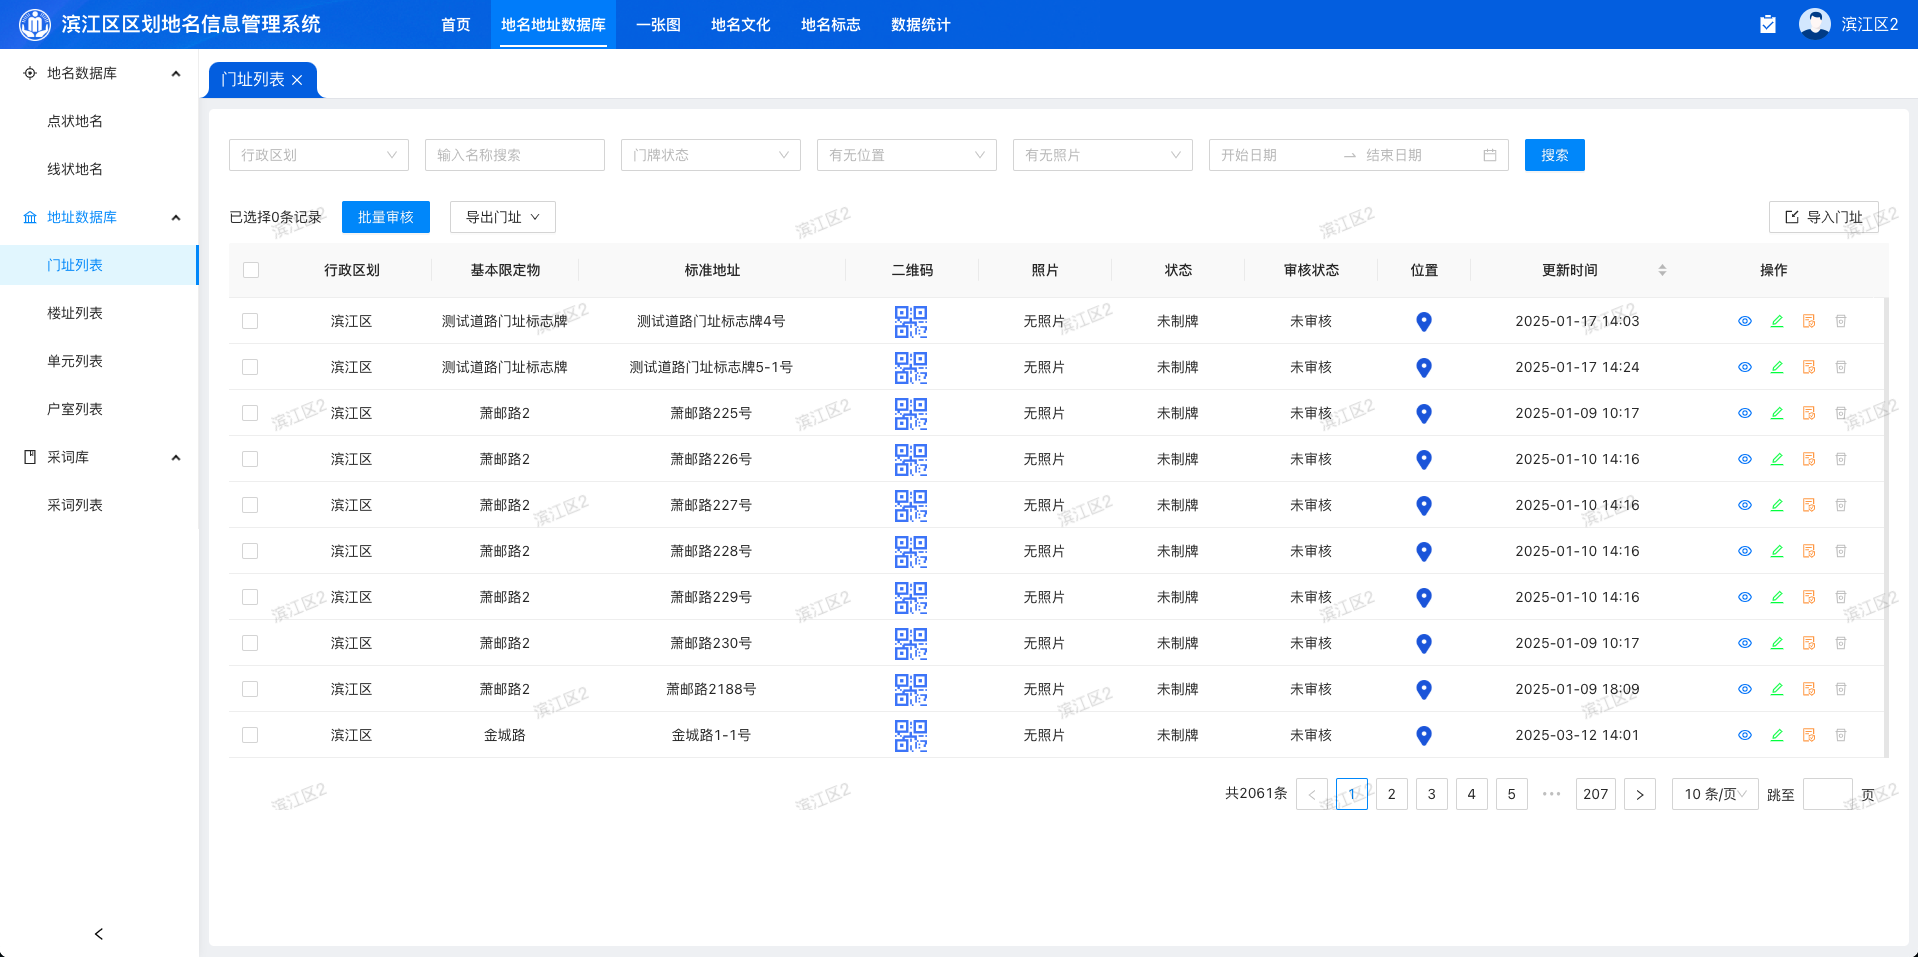 滨江区区划地名信息管理系统 首页 地名地址数据库 一张图 地名文化 地名标志 数据统计 滨江区2
地名数据库
点状地名
线状地名
地址数据库
门址列表
楼址列表
单元列表
户室列表
采词库
采词列表
门址列表
行政区划 输入名称搜索 门牌状态 有无位置 有无照片 开始日期 结束日期 搜索
已选择0条记录 批量审核 导出门址 导入门址
行政区划 基本限定物 标准地址 二维码 照片 状态 审核状态 位置 更新时间 操作
滨江区 测试道路门址标志牌 测试道路门址标志牌4号 无照片 未制牌 未审核 2025-01-17 14:03
滨江区 测试道路门址标志牌 测试道路门址标志牌5-1号 无照片 未制牌 未审核 2025-01-17 14:24
滨江区 萧邮路2 萧邮路225号 无照片 未制牌 未审核 2025-01-09 10:17
滨江区 萧邮路2 萧邮路226号 无照片 未制牌 未审核 2025-01-10 14:16
滨江区 萧邮路2 萧邮路227号 无照片 未制牌 未审核 2025-01-10 14:16
滨江区 萧邮路2 萧邮路228号 无照片 未制牌 未审核 2025-01-10 14:16
滨江区 萧邮路2 萧邮路229号 无照片 未制牌 未审核 2025-01-10 14:16
滨江区 萧邮路2 萧邮路230号 无照片 未制牌 未审核 2025-01-09 10:17
滨江区 萧邮路2 萧邮路2188号 无照片 未制牌 未审核 2025-01-09 18:09
滨江区 金城路 金城路1-1号 无照片 未制牌 未审核 2025-03-12 14:01
共2061条 1 2 3 4 5 ••• 207 10 条/页 跳至 页